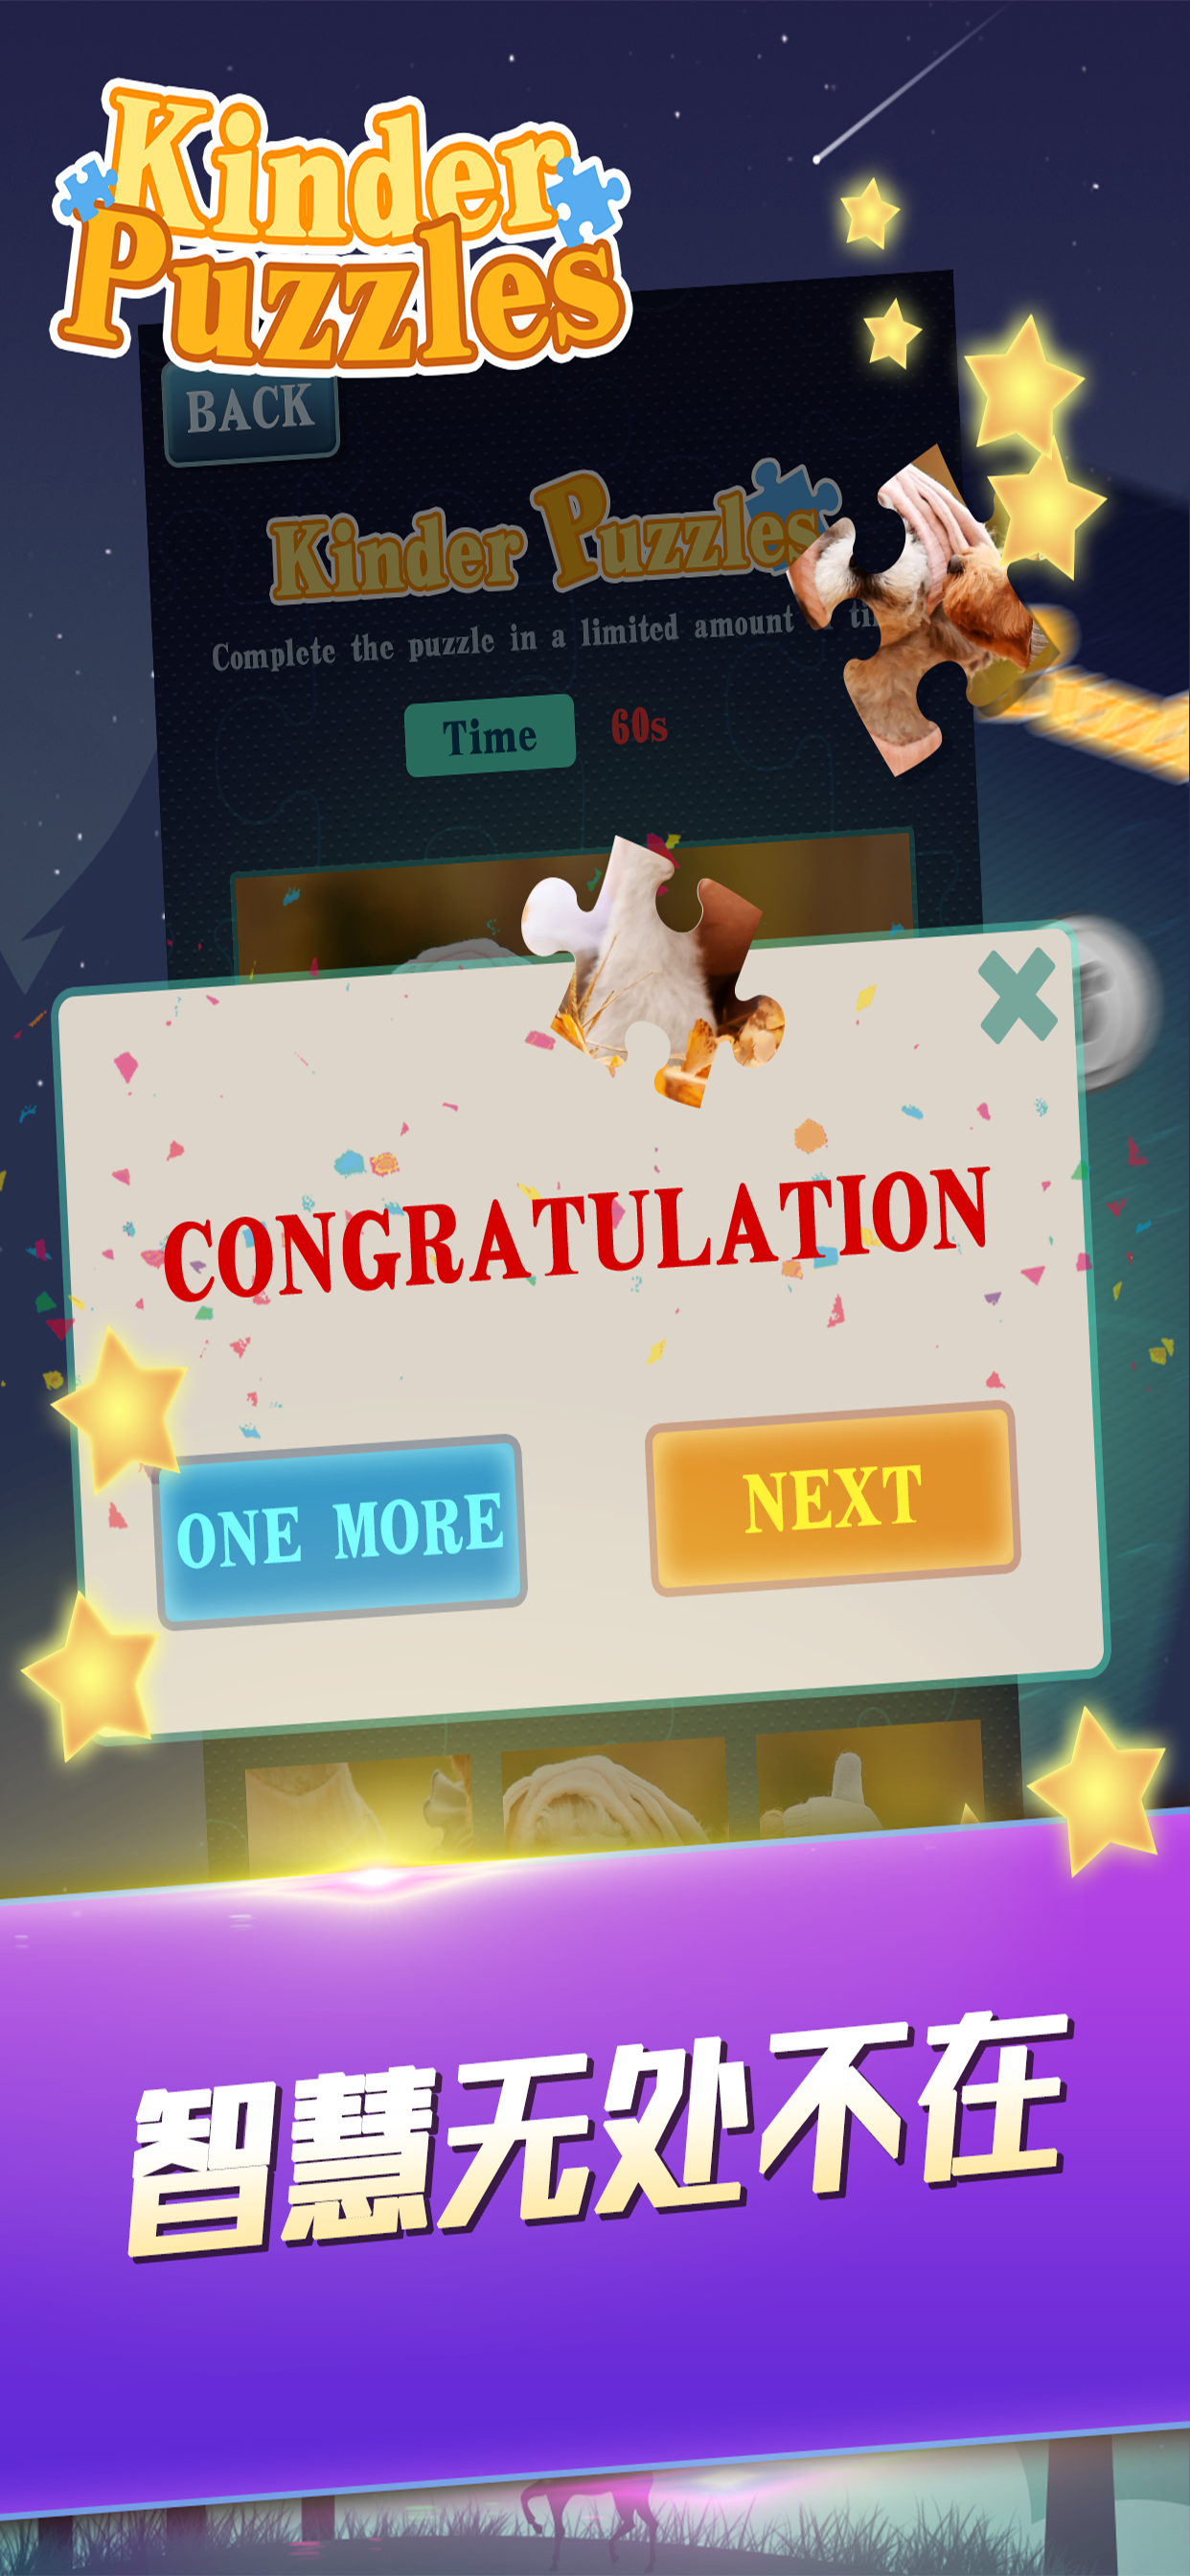 Kinder
Puzzles
BACK
Kinder Puzzles
Complete the puzzle in a limited amount
Time 60s
CONGRATULATION
ONE MORE NEXT
智慧无处不在